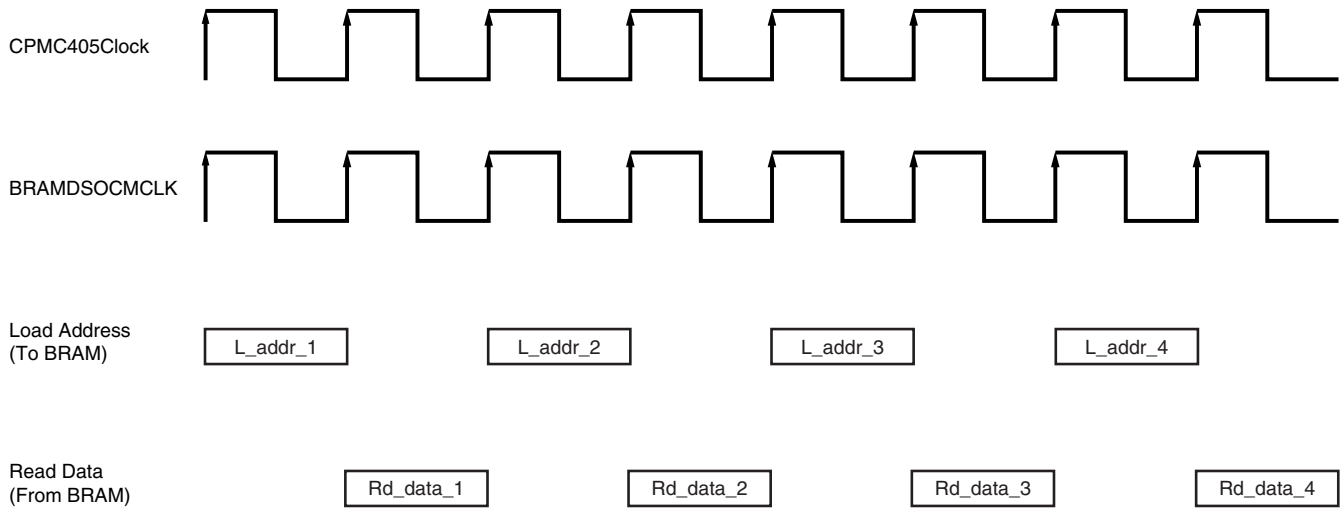 CPMC405Clock
BRAMDSOCMCLK
Load Address
(To BRAM)
L_addr_1
L_addr_2
L_addr_3
L_addr_4
Read Data
(From BRAM)
Rd_data_1
Rd_data_2
Rd_data_3
Rd_data_4